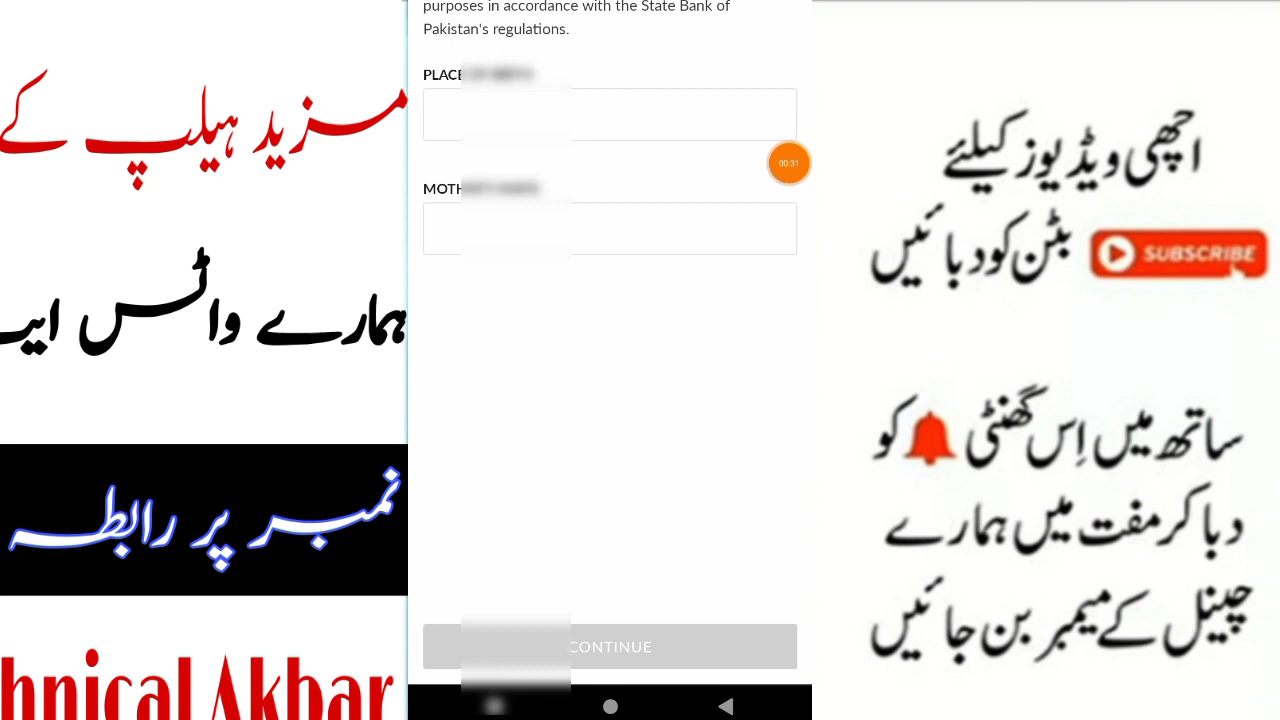 مزید ہیلپ کے
ہمارے واٹس ایپ
نمبر پر رابطہ
hnical Akbar
purposes in accordance with the State Bank of
Pakistan's regulations.
PLACE
MOTH
00:31
CONTINUE
اچھی ویڈیوز کیلئے
SUBSCRIBE بٹن کو دبائیں
ساتھ میں اِس گھنٹی کو
دبا کر مفت میں ہمارے
چینل کے میمبر بن جائیں